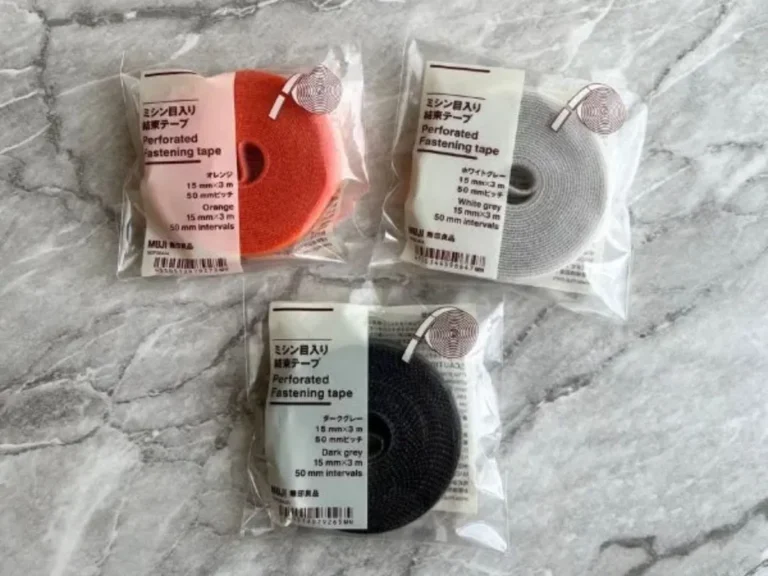 ミシン目入り
結束テープ
Perforated
Fastening tape
オレンジ
15 mm×3 m
50 mmピッチ
Orange
15 mm×3 m
50 mm intervals
MUJI 無印良品
ミシン目入り
結束テープ
Perforated
Fastening tape
ホワイトグレー
15 mm×3 m
50 mmピッチ
White grey
15 mm×3 m
50 mm intervals
MUJI 無印良品
ミシン目入り
結束テープ
Perforated
Fastening tape
ダークグレー
15 mm×3 m
50 mmピッチ
Dark grey
15 mm×3 m
50 mm intervals
MUJI 無印良品
CAUTION